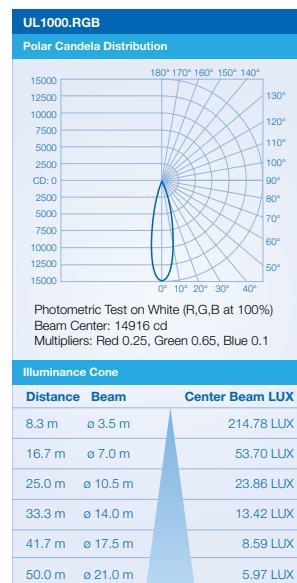 UL1000.RGB
Polar Candela Distribution
180° 170° 160° 150° 140°
15000
12500
10000
7500
5000
2500
CD: 0
2500
5000
7500
10000
12500
15000
130°
120°
110°
100°
90°
80°
70°
60°
50°
0° 10° 20° 30° 40°
Photometric Test on White (R,G,B at 100%)
Beam Center: 14916 cd
Multipliers: Red 0.25, Green 0.65, Blue 0.1
Illuminance Cone
Distance Beam Center Beam LUX
8.3 m ø 3.5 m 214.78 LUX
16.7 m ø 7.0 m 53.70 LUX
25.0 m ø 10.5 m 23.86 LUX
33.3 m ø 14.0 m 13.42 LUX
41.7 m ø 17.5 m 8.59 LUX
50.0 m ø 21.0 m 5.97 LUX